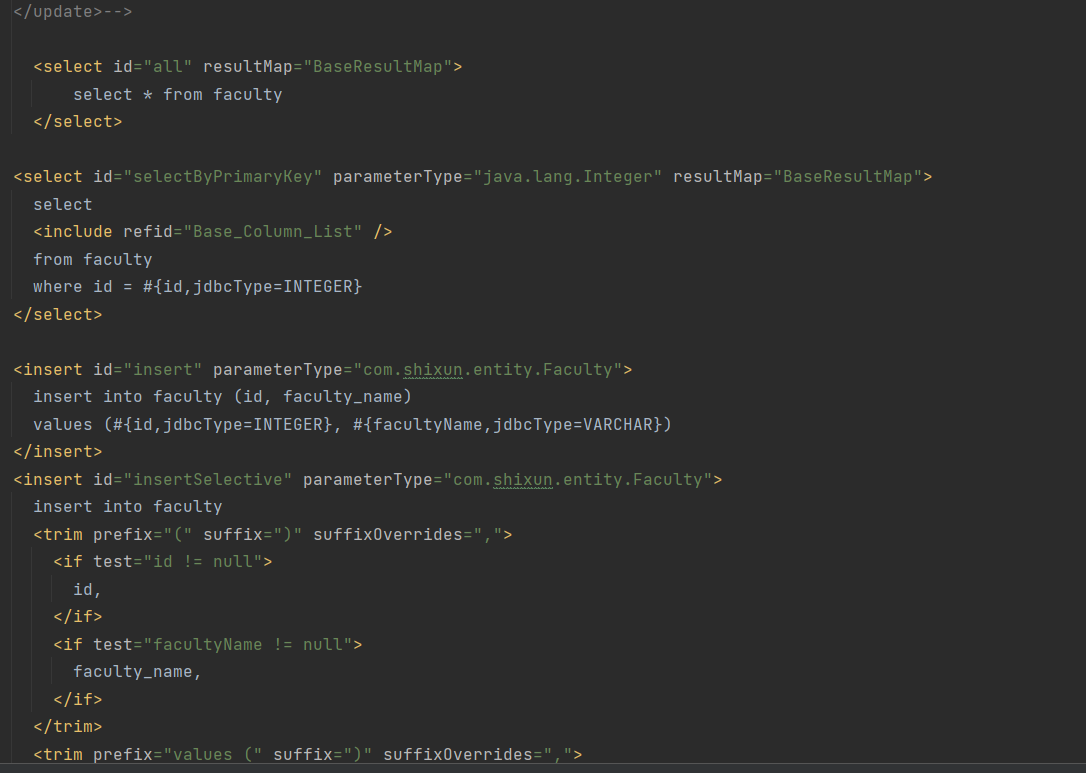 </update>-->
<select id="all" resultMap="BaseResultMap">
select * from faculty
</select>
<select id="selectByPrimaryKey" parameterType="java.lang.Integer" resultMap="BaseResultMap">
select
<include refid="Base_Column_List" />
from faculty
where id = #{id,jdbcType=INTEGER}
</select>
<insert id="insert" parameterType="com.shixun.entity.Faculty">
insert into faculty (id, faculty_name)
values (#{id,jdbcType=INTEGER}, #{facultyName,jdbcType=VARCHAR})
</insert>
<insert id="insertSelective" parameterType="com.shixun.entity.Faculty">
insert into faculty
<trim prefix="(" suffix=")" suffixOverrides=",">
<if test="id != null">
id,
</if>
<if test="facultyName != null">
faculty_name,
</if>
</trim>
<trim prefix="values (" suffix=")" suffixOverrides=",">